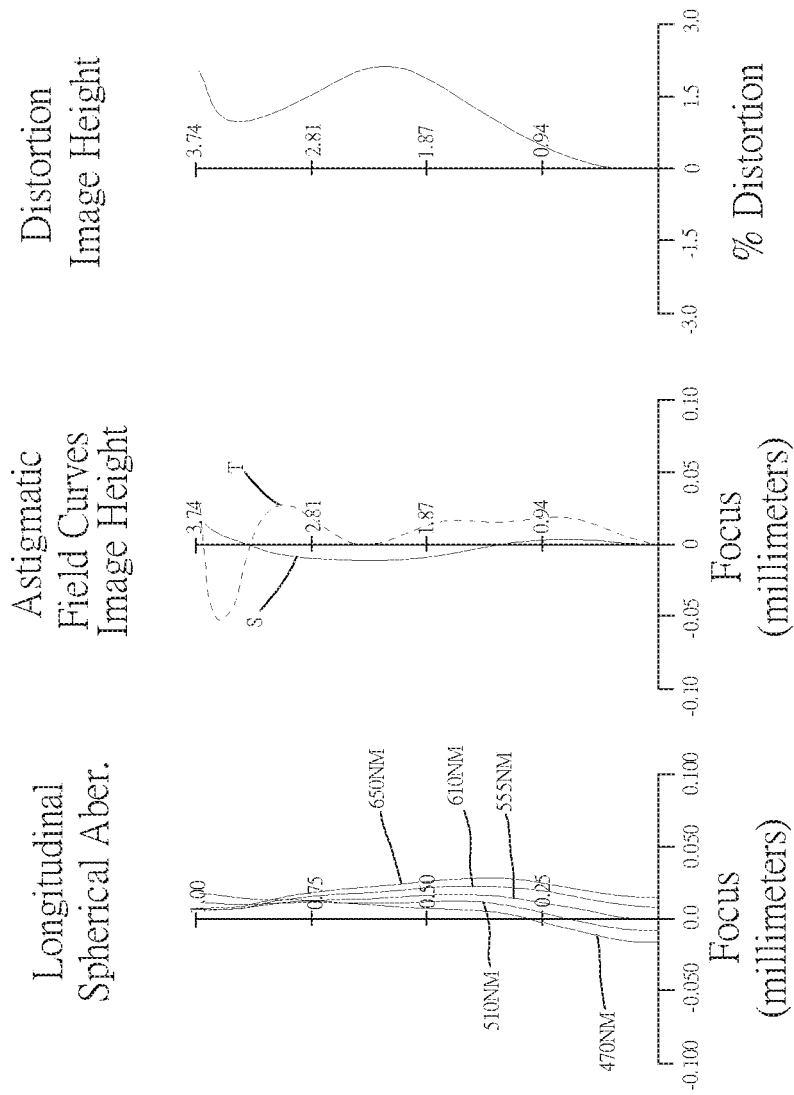 Longitudinal
Spherical Aber.
1.00
0.75
0.50
0.25
650NM
610NM
555NM
510NM
470NM
-0.100
-0.050
0.0
0.050
0.100
Focus
(millimeters)
Astigmatic
Field Curves
Image Height
3.74
2.81
1.87
0.94
T
S
-0.10
-0.05
0
0.05
0.10
Focus
(millimeters)
Distortion
Image Height
3.74
2.81
1.87
0.94
-3.0
-1.5
0
1.5
3.0
% Distortion